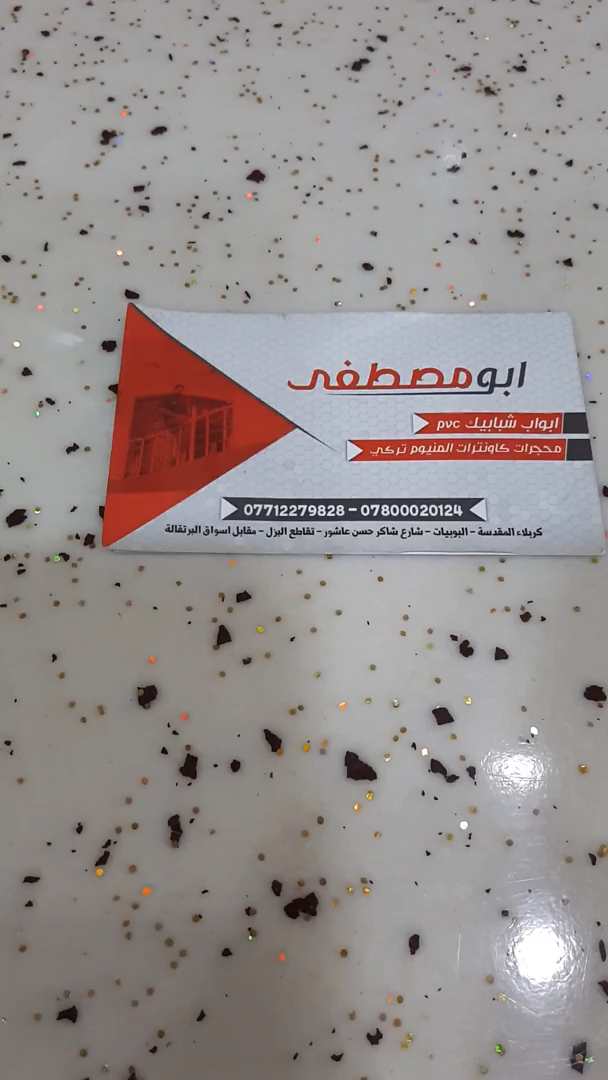 ابو مصطفى
ابواب شبابيك pvc
محجرات كاونترات المنيوم تركي
07712279828 - 07800020124
كربلاء المقدسة - البوبيات - شارع شاكر حسن عاشور - تقاطع البزل - مقابل اسواق البرتقالة